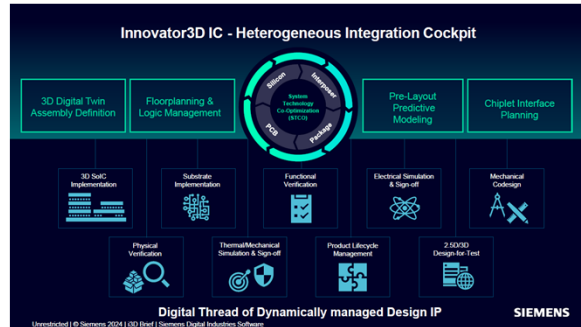 Innovator3D IC - Heterogeneous Integration Cockpit
3D Digital Twin
Assembly Definition
Floorplanning &
Logic Management
Silicon
Interposer
System
Technology
Co-Optimization
(STCO)
PCB
Package
Pre-Layout
Predictive
Modeling
Chiplet Interface
Planning
3D SoIC
Implementation
Substrate
Implementation
Functional
Verification
Electrical Simulation
& Sign-off
Mechanical
Codesign
Physical
Verification
Thermal/Mechanical
Simulation & Sign-off
Product Lifecycle
Management
2.5D/3D
Design-for-Test
Digital Thread of Dynamically managed Design IP
SIEMENS
Unrestricted | © Siemens 2024 | i3D Brief | Siemens Digital Industries Software